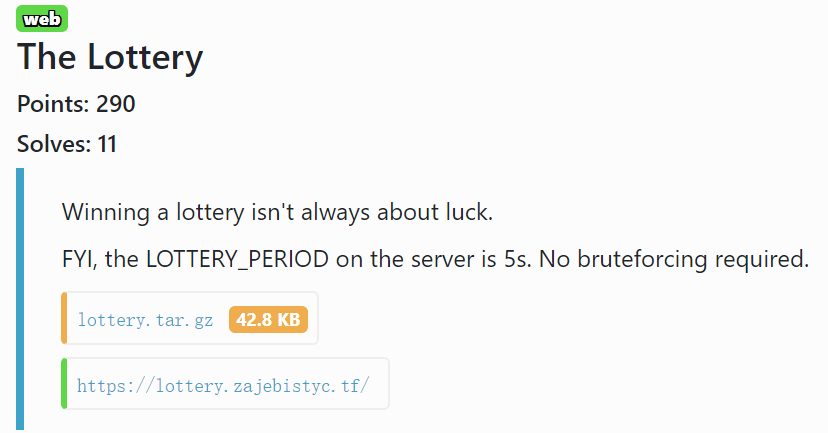 web
The Lottery
Points: 290
Solves: 11
Winning a lottery isn't always about luck.
FYI, the LOTTERY_PERIOD on the server is 5s. No bruteforcing required.
lottery.tar.gz 42.8 KB
https://lottery.zajebistyc.tf/